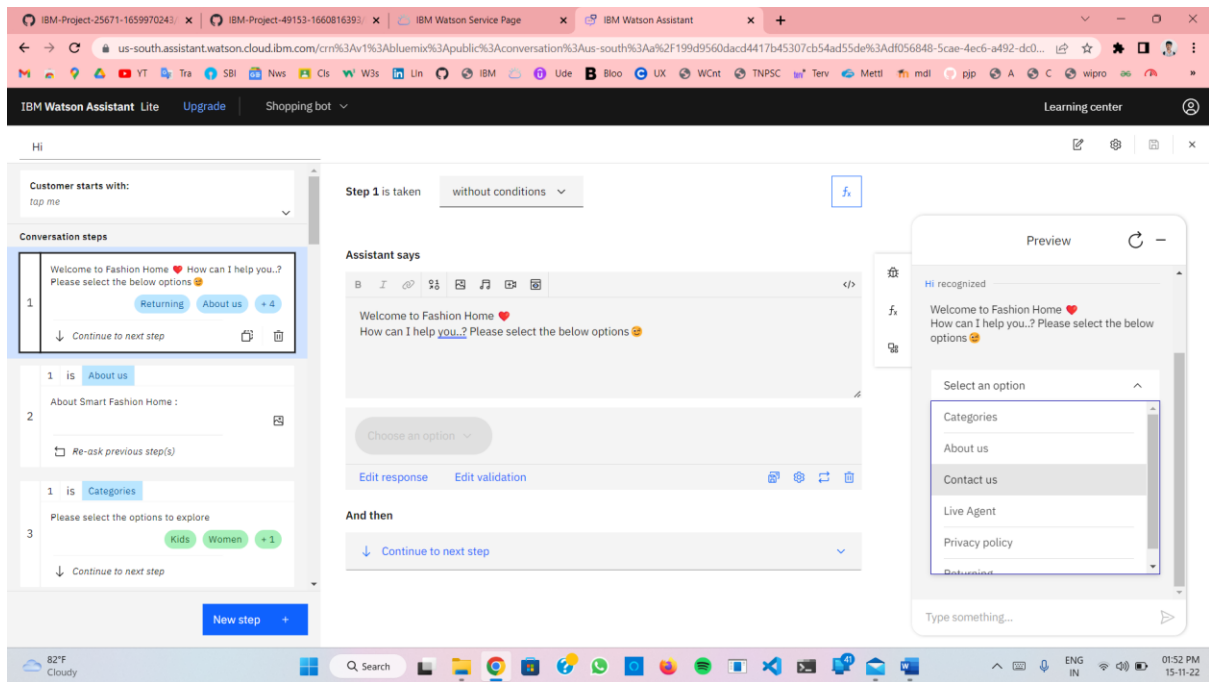 IBM-Project-25671-1659970243/
IBM-Project-49153-1660816393/
IBM Watson Service Page
IBM Watson Assistant
us-south.assistant.watson.cloud.ibm.com/crn%3Av1%3Abluemix%3Apublic%3Aconversation%3Aus-south%3Aa%2F199d9560dacd4417b45307cb54ad55de%3Adf056848-5cae-4ec6-a492-dc0...
YT Tra SBI Nws Cls W3s Lin IBM Ude Bloo UX WCnt TNPSC Terv Mettl mdl pjp A C wipro »
IBM Watson Assistant Lite Upgrade Shopping bot Learning center
Hi
Customer starts with:
tap me
Conversation steps
1
Welcome to Fashion Home ❤️ How can I help you..?
Please select the below options😉
Returning About us + 4
Continue to next step
1 is About us
2
About Smart Fashion Home :
Re-ask previous step(s)
1 is Categories
3
Please select the options to explore
Kids Women + 1
Continue to next step
New step +
Step 1 is taken without conditions fx
Assistant says
B I </>
Welcome to Fashion Home ❤️
How can I help you..? Please select the below options😉
Choose an option
Edit response Edit validation
And then
Continue to next step
fx
Preview
Hi recognized
Welcome to Fashion Home ❤️
How can I help you..? Please select the below
options😉
Select an option
Categories
About us
Contact us
Live Agent
Privacy policy
Returning
Type something...
82°F
Cloudy
Search
41
ENG
IN
01:52 PM
15-11-22